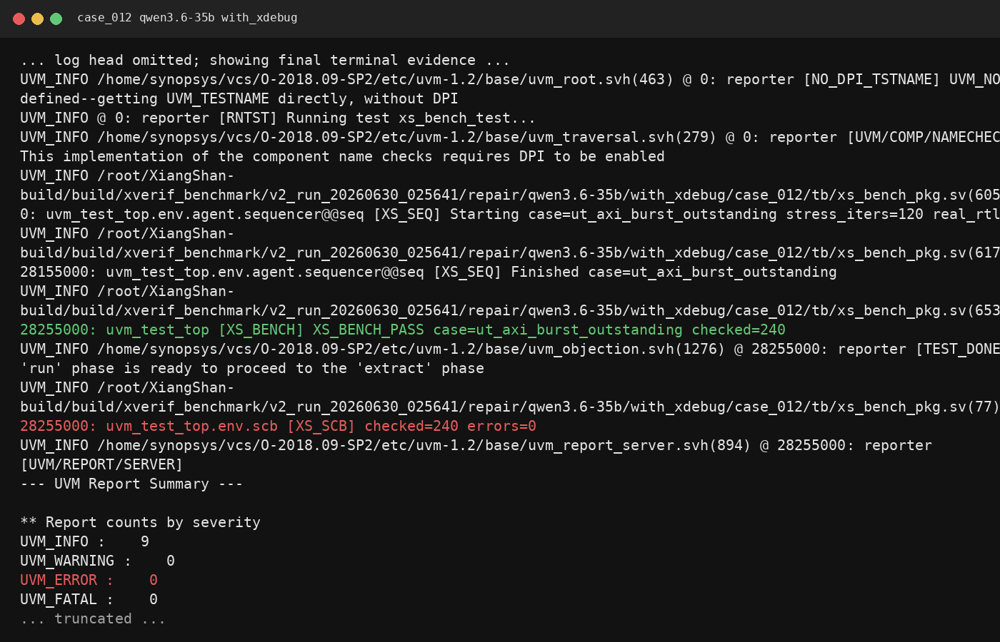 case_012 qwen3.6-35b with_xdebug
... log head omitted; showing final terminal evidence ...
UVM_INFO /home/synopsys/vcs/O-2018.09-SP2/etc/uvm-1.2/base/uvm_root.svh(463) @ 0: reporter [NO_DPI_TSTNAME] UVM_NO
defined--getting UVM_TESTNAME directly, without DPI
UVM_INFO @ 0: reporter [RNTST] Running test xs_bench_test...
UVM_INFO /home/synopsys/vcs/O-2018.09-SP2/etc/uvm-1.2/base/uvm_traversal.svh(279) @ 0: reporter [UVM/COMP/NAMECHEC
This implementation of the component name checks requires DPI to be enabled
UVM_INFO /root/XiangShan-
build/build/xverif_benchmark/v2_run_20260630_025641/repair/qwen3.6-35b/with_xdebug/case_012/tb/xs_bench_pkg.sv(605
0: uvm_test_top.env.agent.sequencer@@seq [XS_SEQ] Starting case=ut_axi_burst_outstanding stress_iters=120 real_rtl
UVM_INFO /root/XiangShan-
build/build/xverif_benchmark/v2_run_20260630_025641/repair/qwen3.6-35b/with_xdebug/case_012/tb/xs_bench_pkg.sv(617
28155000: uvm_test_top.env.agent.sequencer@@seq [XS_SEQ] Finished case=ut_axi_burst_outstanding
UVM_INFO /root/XiangShan-
build/build/xverif_benchmark/v2_run_20260630_025641/repair/qwen3.6-35b/with_xdebug/case_012/tb/xs_bench_pkg.sv(653
28255000: uvm_test_top [XS_BENCH] XS_BENCH_PASS case=ut_axi_burst_outstanding checked=240
UVM_INFO /home/synopsys/vcs/O-2018.09-SP2/etc/uvm-1.2/base/uvm_objection.svh(1276) @ 28255000: reporter [TEST_DONE
'run' phase is ready to proceed to the 'extract' phase
UVM_INFO /root/XiangShan-
build/build/xverif_benchmark/v2_run_20260630_025641/repair/qwen3.6-35b/with_xdebug/case_012/tb/xs_bench_pkg.sv(77)
28255000: uvm_test_top.env.scb [XS_SCB] checked=240 errors=0
UVM_INFO /home/synopsys/vcs/O-2018.09-SP2/etc/uvm-1.2/base/uvm_report_server.svh(894) @ 28255000: reporter
[UVM/REPORT/SERVER]
--- UVM Report Summary ---
** Report counts by severity
UVM_INFO :    9
UVM_WARNING :    0
UVM_ERROR :    0
UVM_FATAL :    0
... truncated ...